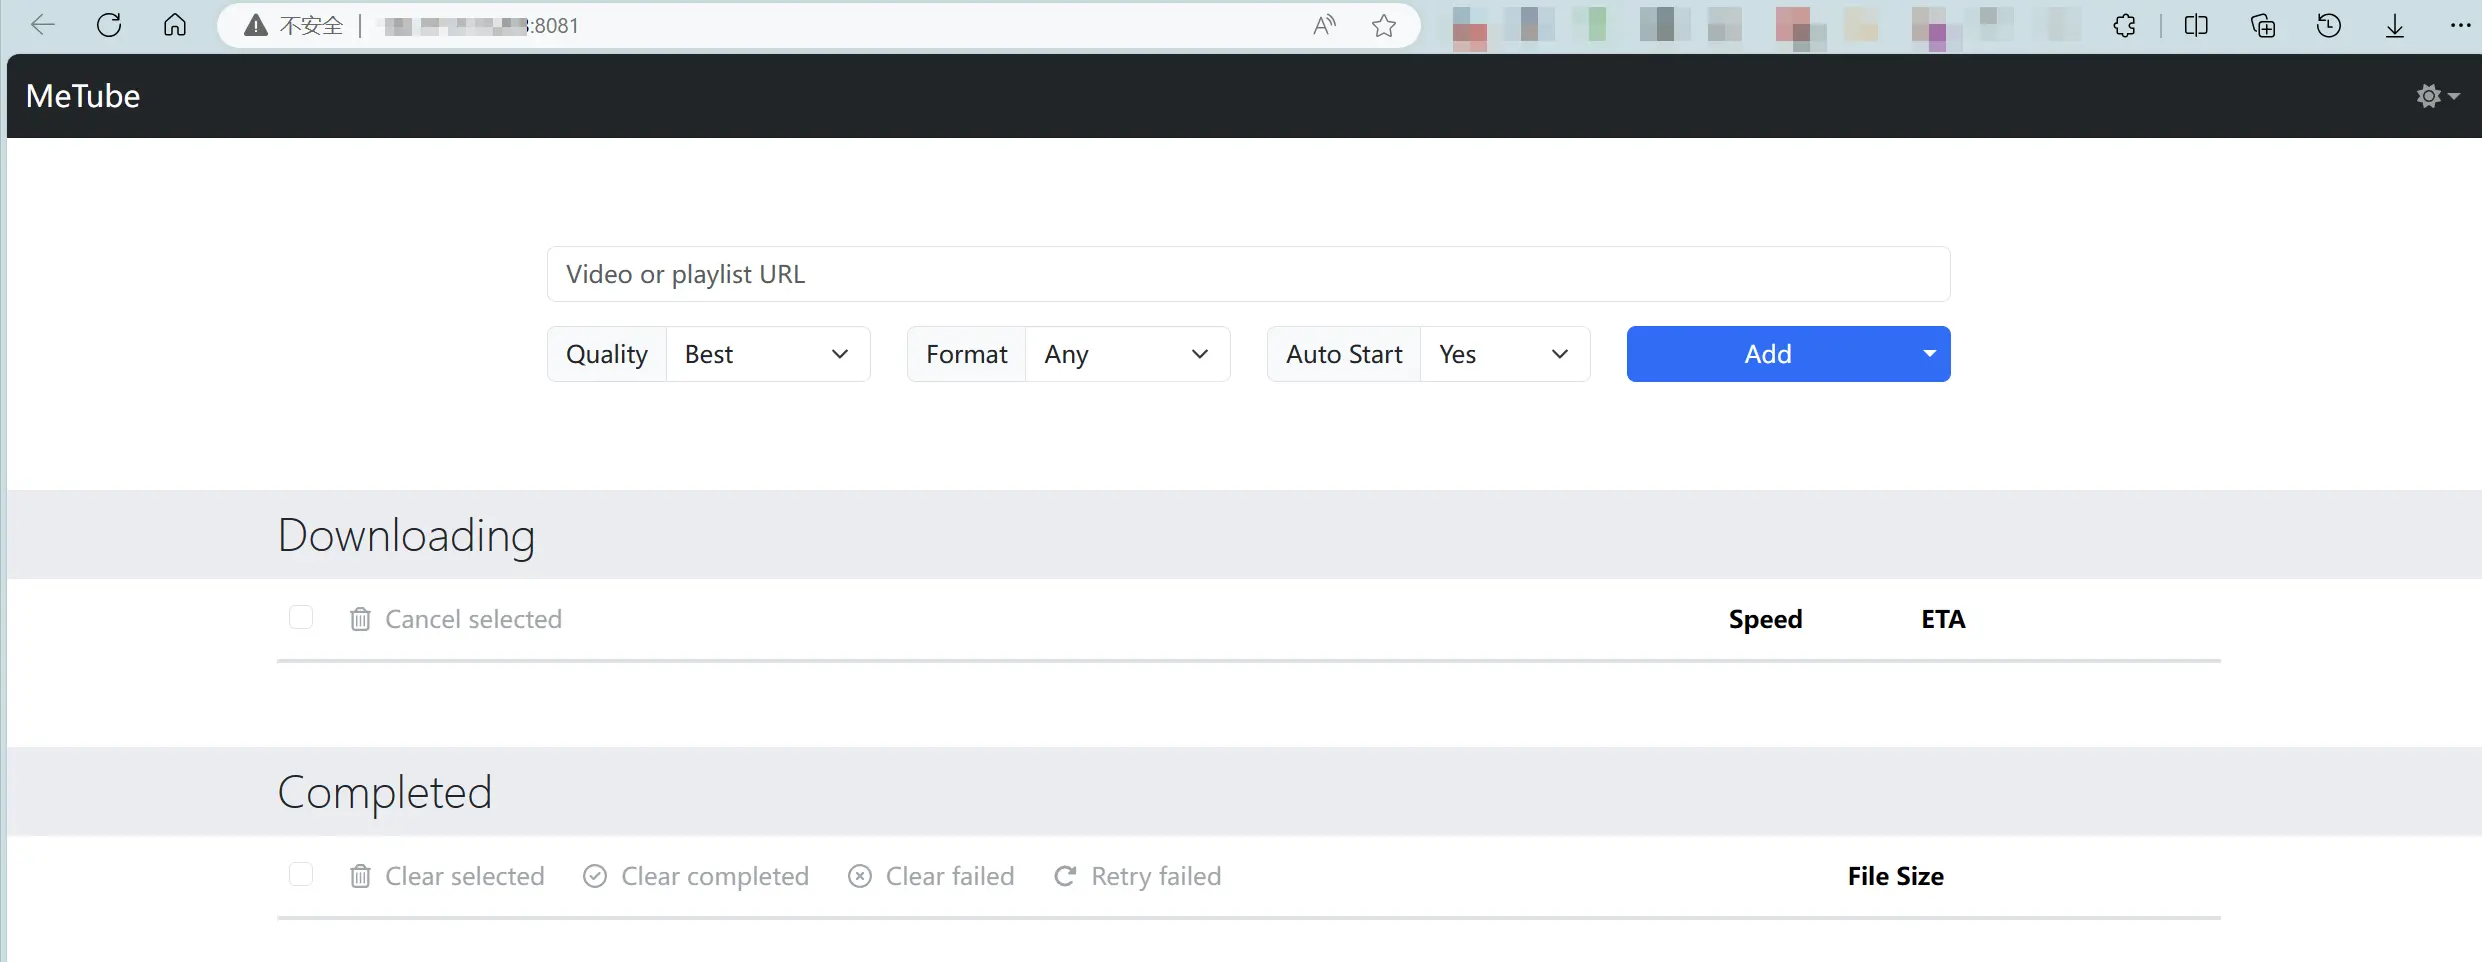 不安全 :8081
MeTube
Video or playlist URL
Quality Best Format Any Auto Start Yes Add
Downloading
Cancel selected Speed ETA
Completed
Clear selected Clear completed Clear failed Retry failed File Size